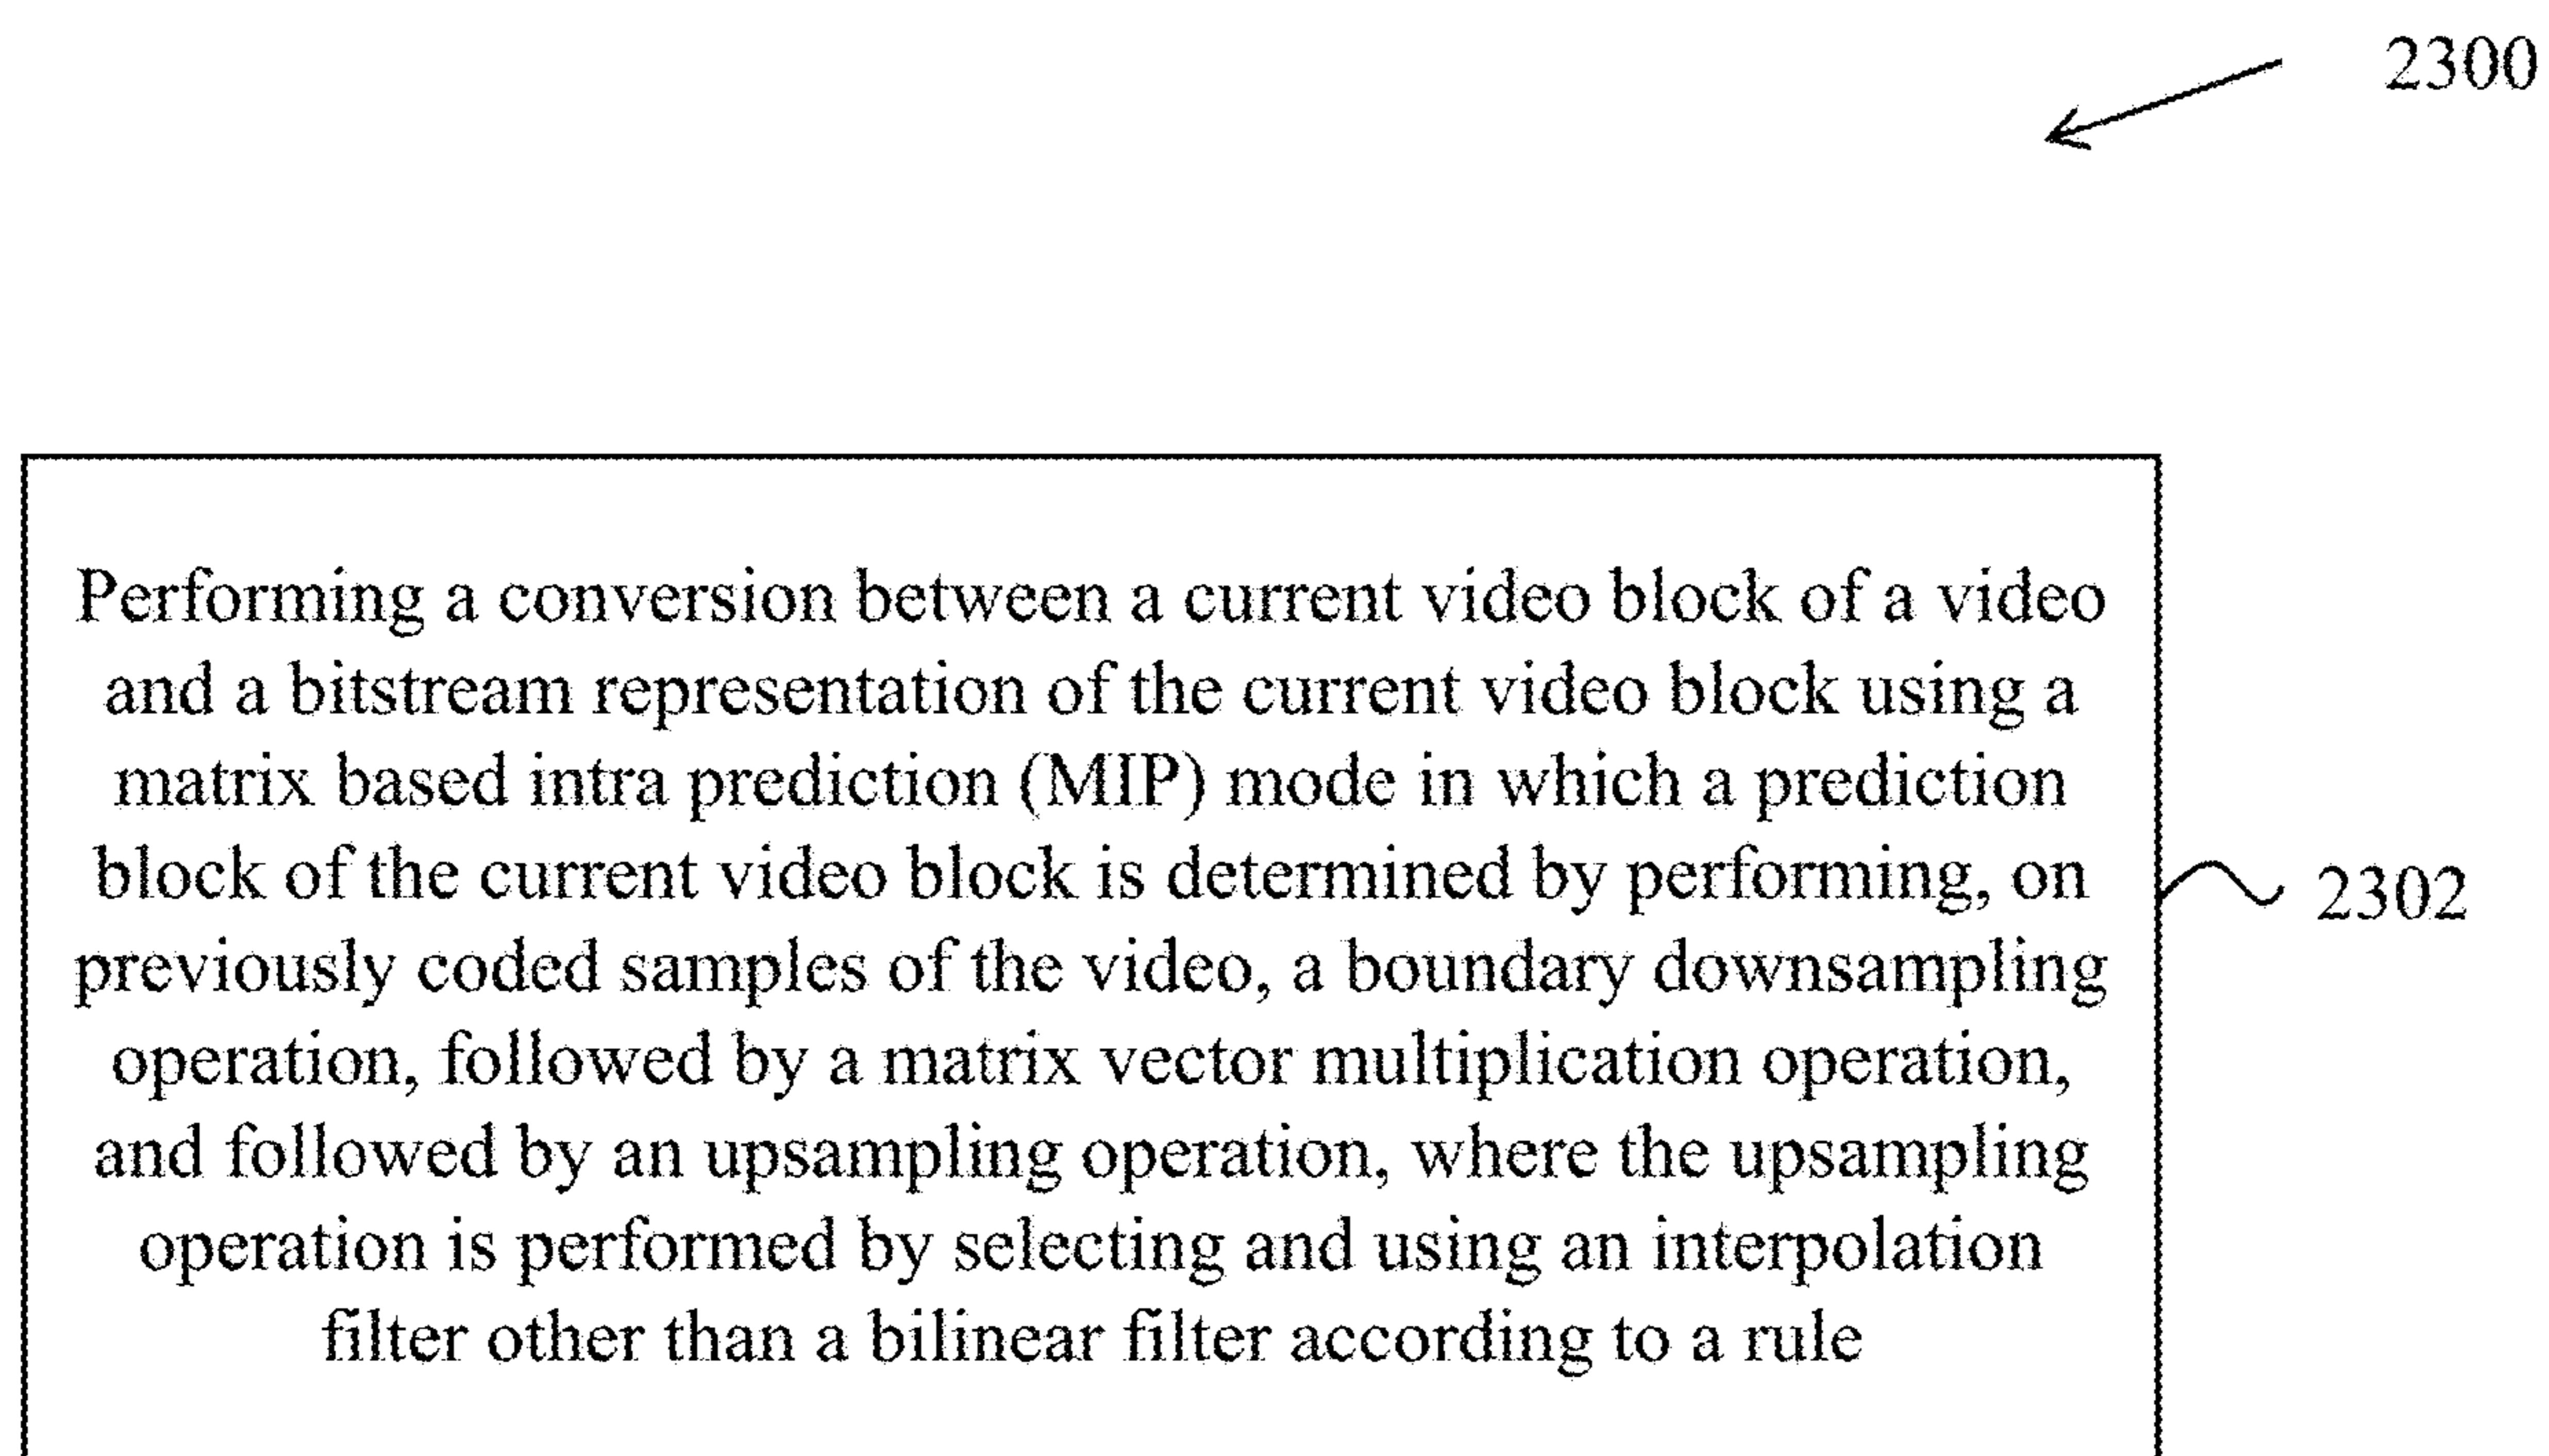 2300
Performing a conversion between a current video block of a video
and a bitstream representation of the current video block using a
matrix based intra prediction (MIP) mode in which a prediction
block of the current video block is determined by performing, on
previously coded samples of the video, a boundary downsampling
operation, followed by a matrix vector multiplication operation,
and followed by an upsampling operation, where the upsampling
operation is performed by selecting and using an interpolation
filter other than a bilinear filter according to a rule
2302